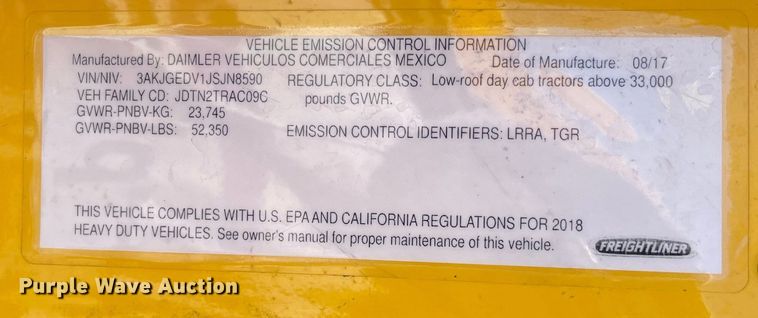 VEHICLE EMISSION CONTROL INFORMATION
Manufactured By: DAIMLER VEHICULOS COMERCIALES MEXICO Date of Manufacture: 08/17
VIN/NIV: 3AKJGEDV1JSJN8590 REGULATORY CLASS: Low-roof day cab tractors above 33,000
VEH FAMILY CD: JDTN2TRAC09C pounds GVWR.
GVWR-PNBV-KG: 23,745
GVWR-PNBV-LBS: 52,350 EMISSION CONTROL IDENTIFIERS: LRRA, TGR
THIS VEHICLE COMPLIES WITH U.S. EPA AND CALIFORNIA REGULATIONS FOR 2018
HEAVY DUTY VEHICLES. See owner's manual for proper maintenance of this vehicle.
FREIGHTLINER
Purple Wave Auction